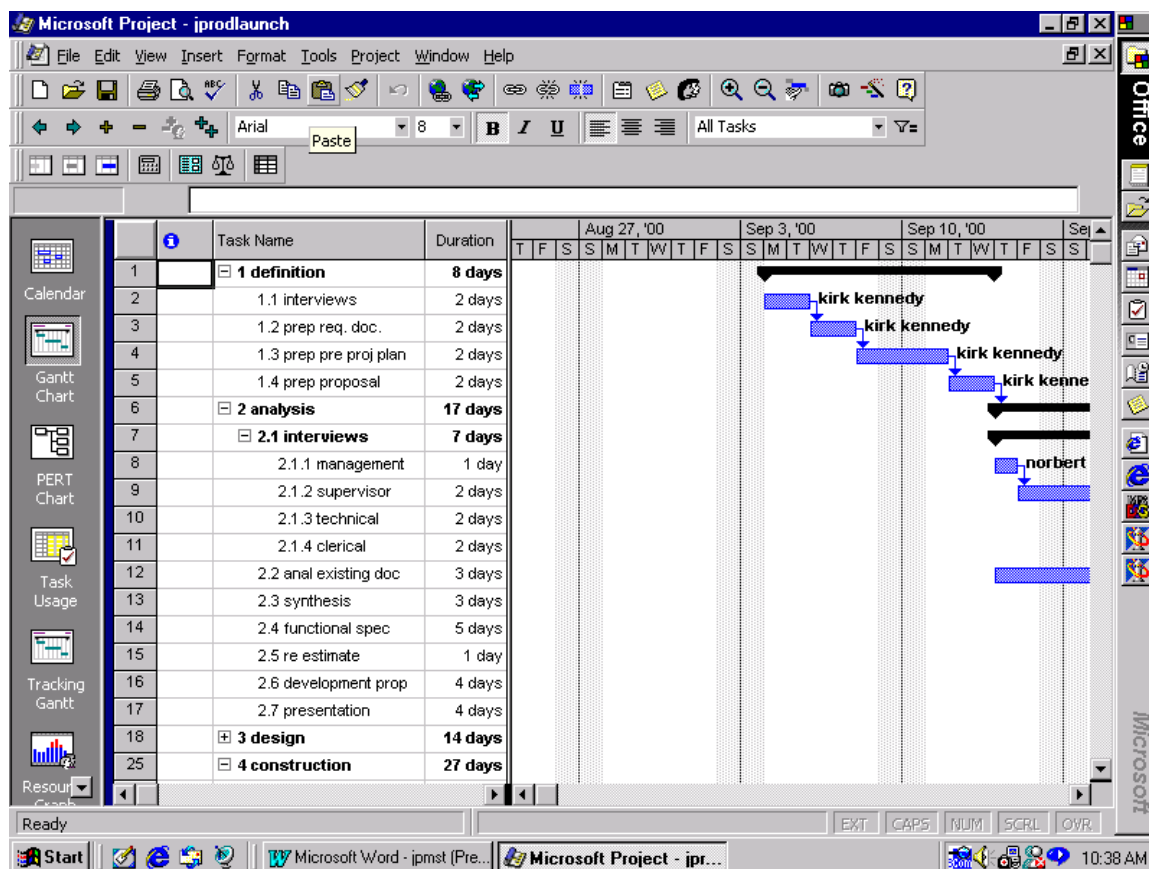 Microsoft Project - jprodlaunch
File Edit View Insert Format Tools Project Window Help
Arial 8 B I U All Tasks
Paste
Task Name Duration Aug 27, '00 Sep 3, '00 Sep 10, '00 Sep
T F S S M T W T F S S M T W T F S S M T W T F S S
1 1 definition 8 days
2 1.1 interviews 2 days kirk kennedy
3 1.2 prep req. doc. 2 days kirk kennedy
4 1.3 prep pre proj plan 2 days kirk kennedy
5 1.4 prep proposal 2 days kirk kenne
6 2 analysis 17 days
7 2.1 interviews 7 days
8 2.1.1 management 1 day norbert
9 2.1.2 supervisor 2 days
10 2.1.3 technical 2 days
11 2.1.4 clerical 2 days
12 2.2 anal existing doc 3 days
13 2.3 synthesis 3 days
14 2.4 functional spec 5 days
15 2.5 re estimate 1 day
16 2.6 development prop 4 days
17 2.7 presentation 4 days
18 3 design 14 days
25 4 construction 27 days
Calendar
Gantt
Chart
PERT
Chart
Task
Usage
Tracking
Gantt
Resour
Graph
Office
Microsoft
Ready EXT CAPS NUM SCRL OVR
Start Microsoft Word - jpmst (Pre... Microsoft Project - jpr... 10:38 AM